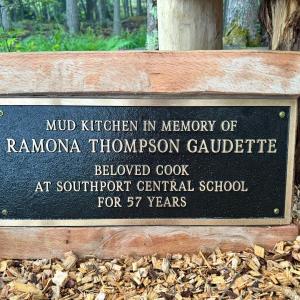 MUD KITCHEN IN MEMORY OF
RAMONA THOMPSON GAUDETTE
BELOVED COOK
AT SOUTHPORT CENTRAL SCHOOL
FOR 57 YEARS